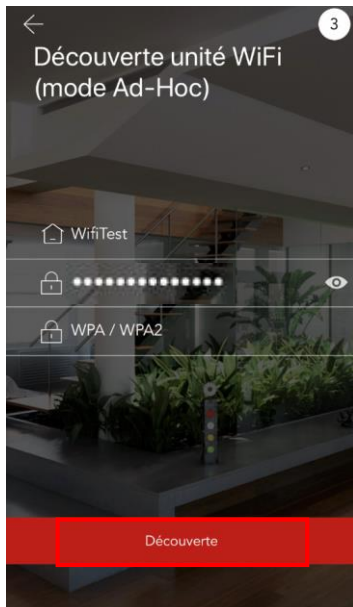 3
Découverte unité WiFi
(mode Ad-Hoc)
WifiTest
••••••••••••••••
WPA / WPA2
Découverte